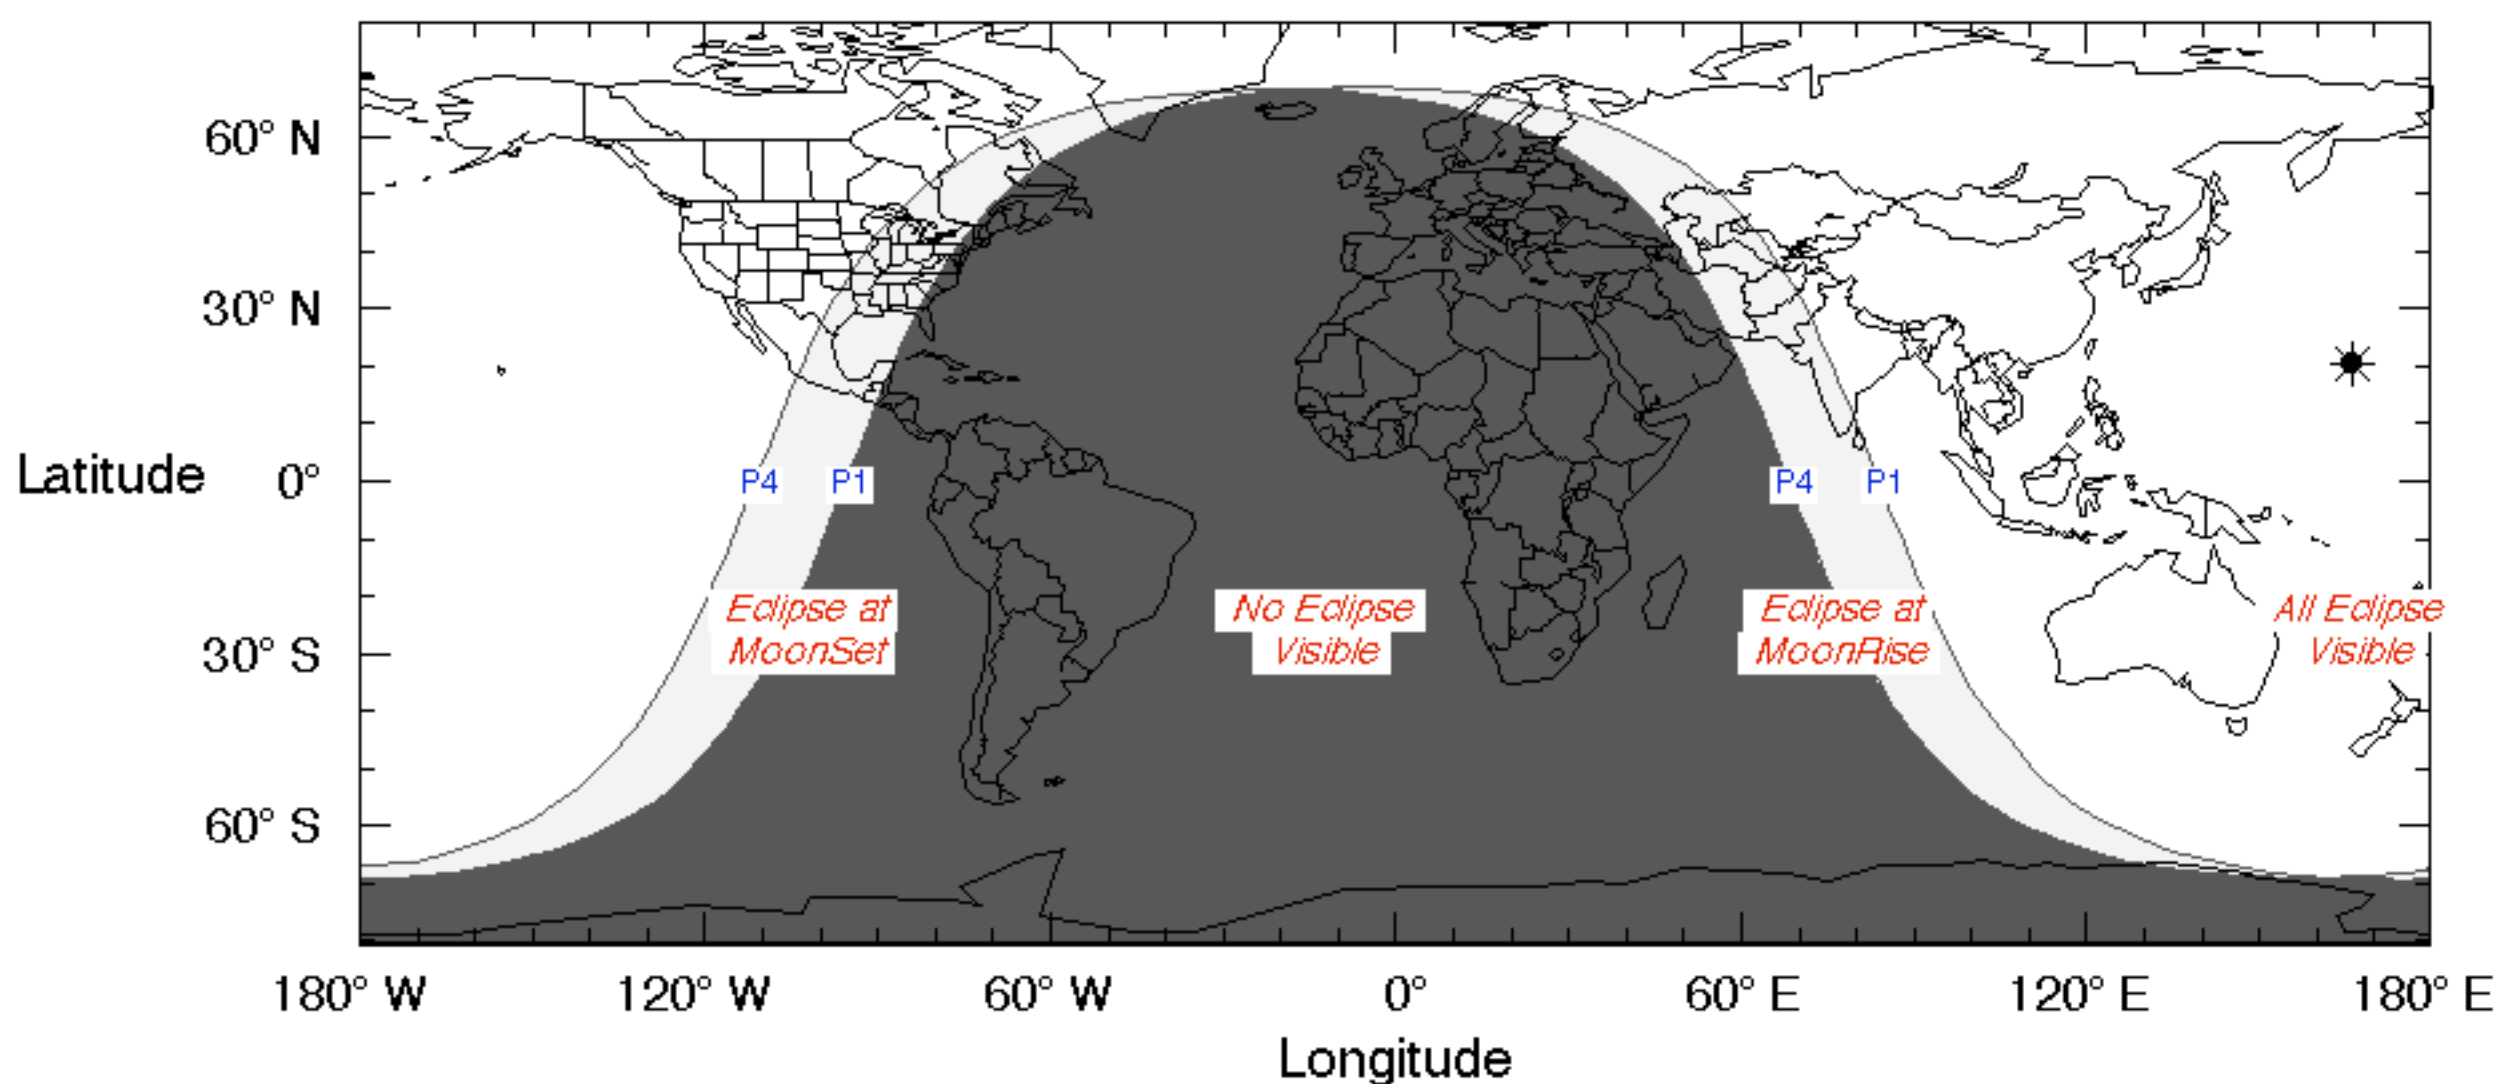 60° N
30° N
Latitude
0°
P4
P1
P4
P1
Eclipse at
MoonSet
No Eclipse
Visible
Eclipse at
MoonRise
All Eclipse
Visible
30° S
60° S
180° W
120° W
60° W
0°
60° E
120° E
180° E
Longitude